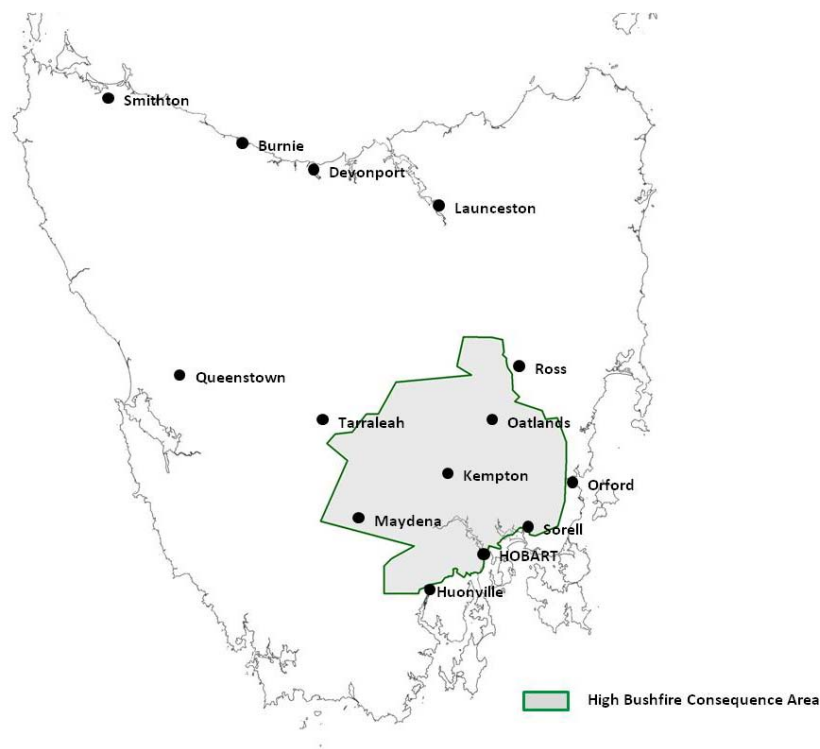 Smithton
Burnie
Devonport
Launceston
Ross
Queenstown
Tarraleah
Oatlands
Kempton
Orford
Maydena
Sorell
HOBART
Huonville
High Bushfire Consequence Area